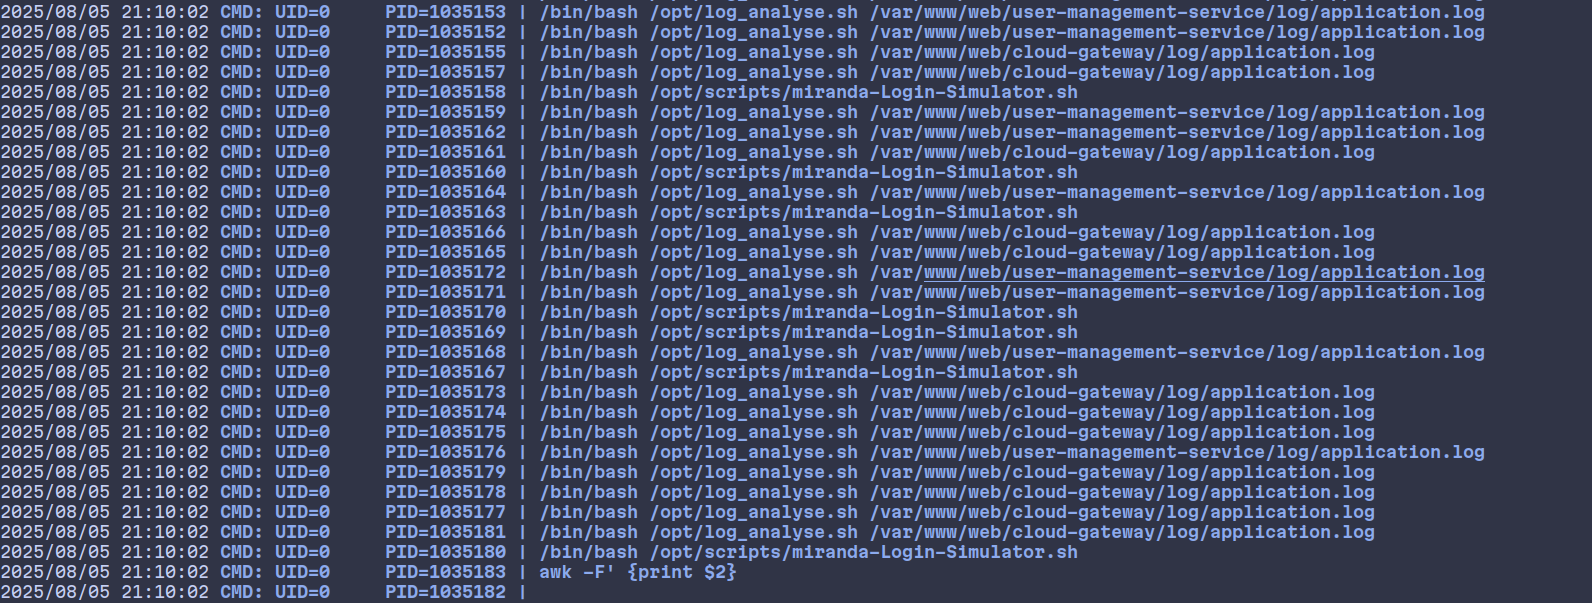 2025/08/05 21:10:02 CMD: UID=0     PID=1035153 | /bin/bash /opt/log_analyse.sh /var/www/web/user-management-service/log/application.log
2025/08/05 21:10:02 CMD: UID=0     PID=1035152 | /bin/bash /opt/log_analyse.sh /var/www/web/user-management-service/log/application.log
2025/08/05 21:10:02 CMD: UID=0     PID=1035155 | /bin/bash /opt/log_analyse.sh /var/www/web/cloud-gateway/log/application.log
2025/08/05 21:10:02 CMD: UID=0     PID=1035157 | /bin/bash /opt/log_analyse.sh /var/www/web/cloud-gateway/log/application.log
2025/08/05 21:10:02 CMD: UID=0     PID=1035158 | /bin/bash /opt/scripts/miranda-Login-Simulator.sh
2025/08/05 21:10:02 CMD: UID=0     PID=1035159 | /bin/bash /opt/log_analyse.sh /var/www/web/user-management-service/log/application.log
2025/08/05 21:10:02 CMD: UID=0     PID=1035162 | /bin/bash /opt/log_analyse.sh /var/www/web/user-management-service/log/application.log
2025/08/05 21:10:02 CMD: UID=0     PID=1035161 | /bin/bash /opt/log_analyse.sh /var/www/web/cloud-gateway/log/application.log
2025/08/05 21:10:02 CMD: UID=0     PID=1035160 | /bin/bash /opt/scripts/miranda-Login-Simulator.sh
2025/08/05 21:10:02 CMD: UID=0     PID=1035164 | /bin/bash /opt/log_analyse.sh /var/www/web/user-management-service/log/application.log
2025/08/05 21:10:02 CMD: UID=0     PID=1035163 | /bin/bash /opt/scripts/miranda-Login-Simulator.sh
2025/08/05 21:10:02 CMD: UID=0     PID=1035166 | /bin/bash /opt/log_analyse.sh /var/www/web/cloud-gateway/log/application.log
2025/08/05 21:10:02 CMD: UID=0     PID=1035165 | /bin/bash /opt/log_analyse.sh /var/www/web/cloud-gateway/log/application.log
2025/08/05 21:10:02 CMD: UID=0     PID=1035172 | /bin/bash /opt/log_analyse.sh /var/www/web/user-management-service/log/application.log
2025/08/05 21:10:02 CMD: UID=0     PID=1035171 | /bin/bash /opt/log_analyse.sh /var/www/web/user-management-service/log/application.log
2025/08/05 21:10:02 CMD: UID=0     PID=1035170 | /bin/bash /opt/scripts/miranda-Login-Simulator.sh
2025/08/05 21:10:02 CMD: UID=0     PID=1035169 | /bin/bash /opt/scripts/miranda-Login-Simulator.sh
2025/08/05 21:10:02 CMD: UID=0     PID=1035168 | /bin/bash /opt/log_analyse.sh /var/www/web/user-management-service/log/application.log
2025/08/05 21:10:02 CMD: UID=0     PID=1035167 | /bin/bash /opt/scripts/miranda-Login-Simulator.sh
2025/08/05 21:10:02 CMD: UID=0     PID=1035173 | /bin/bash /opt/log_analyse.sh /var/www/web/cloud-gateway/log/application.log
2025/08/05 21:10:02 CMD: UID=0     PID=1035174 | /bin/bash /opt/log_analyse.sh /var/www/web/cloud-gateway/log/application.log
2025/08/05 21:10:02 CMD: UID=0     PID=1035175 | /bin/bash /opt/log_analyse.sh /var/www/web/cloud-gateway/log/application.log
2025/08/05 21:10:02 CMD: UID=0     PID=1035176 | /bin/bash /opt/log_analyse.sh /var/www/web/user-management-service/log/application.log
2025/08/05 21:10:02 CMD: UID=0     PID=1035179 | /bin/bash /opt/log_analyse.sh /var/www/web/cloud-gateway/log/application.log
2025/08/05 21:10:02 CMD: UID=0     PID=1035178 | /bin/bash /opt/log_analyse.sh /var/www/web/cloud-gateway/log/application.log
2025/08/05 21:10:02 CMD: UID=0     PID=1035177 | /bin/bash /opt/log_analyse.sh /var/www/web/cloud-gateway/log/application.log
2025/08/05 21:10:02 CMD: UID=0     PID=1035181 | /bin/bash /opt/log_analyse.sh /var/www/web/cloud-gateway/log/application.log
2025/08/05 21:10:02 CMD: UID=0     PID=1035180 | /bin/bash /opt/scripts/miranda-Login-Simulator.sh
2025/08/05 21:10:02 CMD: UID=0     PID=1035183 | awk -F' {print $2}
2025/08/05 21:10:02 CMD: UID=0     PID=1035182 |